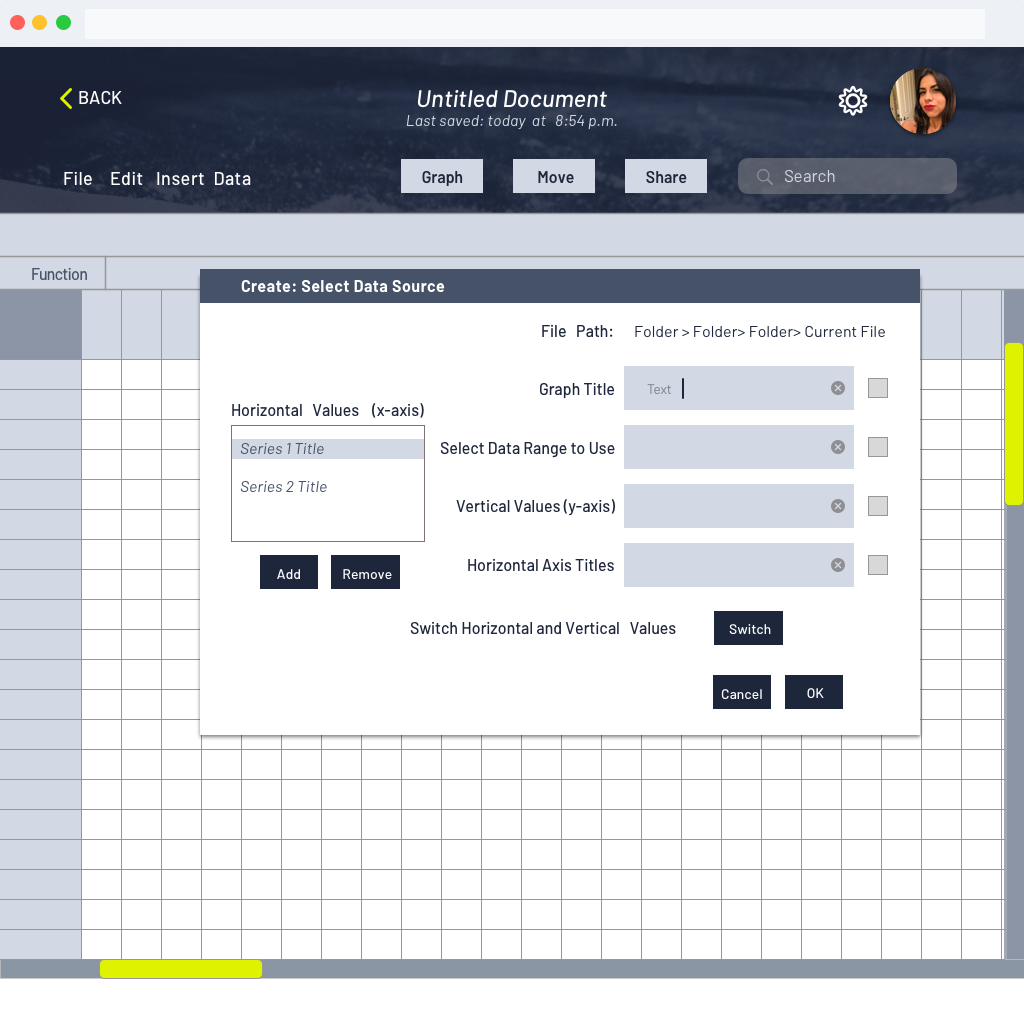 BACK
Untitled Document
Last saved: today at 8:54 p.m.
File Edit Insert Data
Graph
Move
Share
Search
Function
Create: Select Data Source
File Path: Folder > Folder> Folder> Current File
Graph Title
Text
Horizontal Values (x-axis)
Series 1 Title
Series 2 Title
Add
Remove
Select Data Range to Use
Vertical Values (y-axis)
Horizontal Axis Titles
Switch Horizontal and Vertical Values
Switch
Cancel
OK